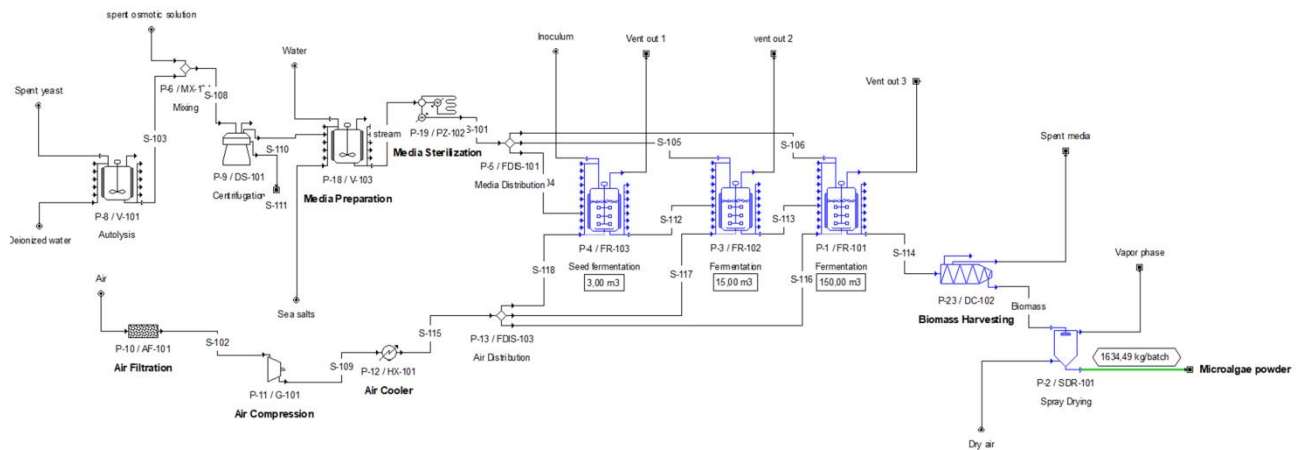 spent osmotic solution
Spent yeast
S-103
P-8 / V-101
Autolysis
Deionized water
P-6 / MX-1
Mixing
S-108
P-9 / DS-101
Centrifugation
S-110
S-111
Water
stream
P-18 / V-103
Media Preparation
Sea salts
P-19 / PZ-102
Media Sterilization
S-101
P-5 / FDIS-101
Media Distribution
04
Inoculum
Vent out 1
vent out 2
Vent out 3
S-105
S-106
P-4 / FR-103
Seed fermentation
3,00 m3
S-112
P-3 / FR-102
Fermentation
15,00 m3
S-113
P-1 / FR-101
Fermentation
150,00 m3
S-118
S-117
S-116
S-114
Spent media
P-23 / DC-102
Biomass Harvesting
Biomass
Vapor phase
1634,49 kg/batch
Microalgae powder
P-2 / SDR-101
Spray Drying
Dry air
Air
P-10 / AF-101
Air Filtration
S-102
P-11 / G-101
Air Compression
S-109
P-12 / HX-101
Air Cooler
S-115
P-13 / FDIS-103
Air Distribution